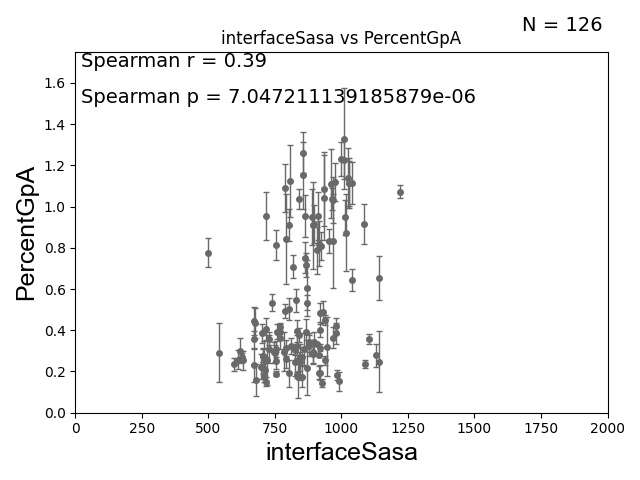 N = 126
interfaceSasa vs PercentGpA
Spearman r = 0.39
Spearman p = 7.047211139185879e-06
PercentGpA
1.6
1.4
1.2
1.0
0.8
0.6
0.4
0.2
0.0
0 250 500 750 1000 1250 1500 1750 2000
interfaceSasa